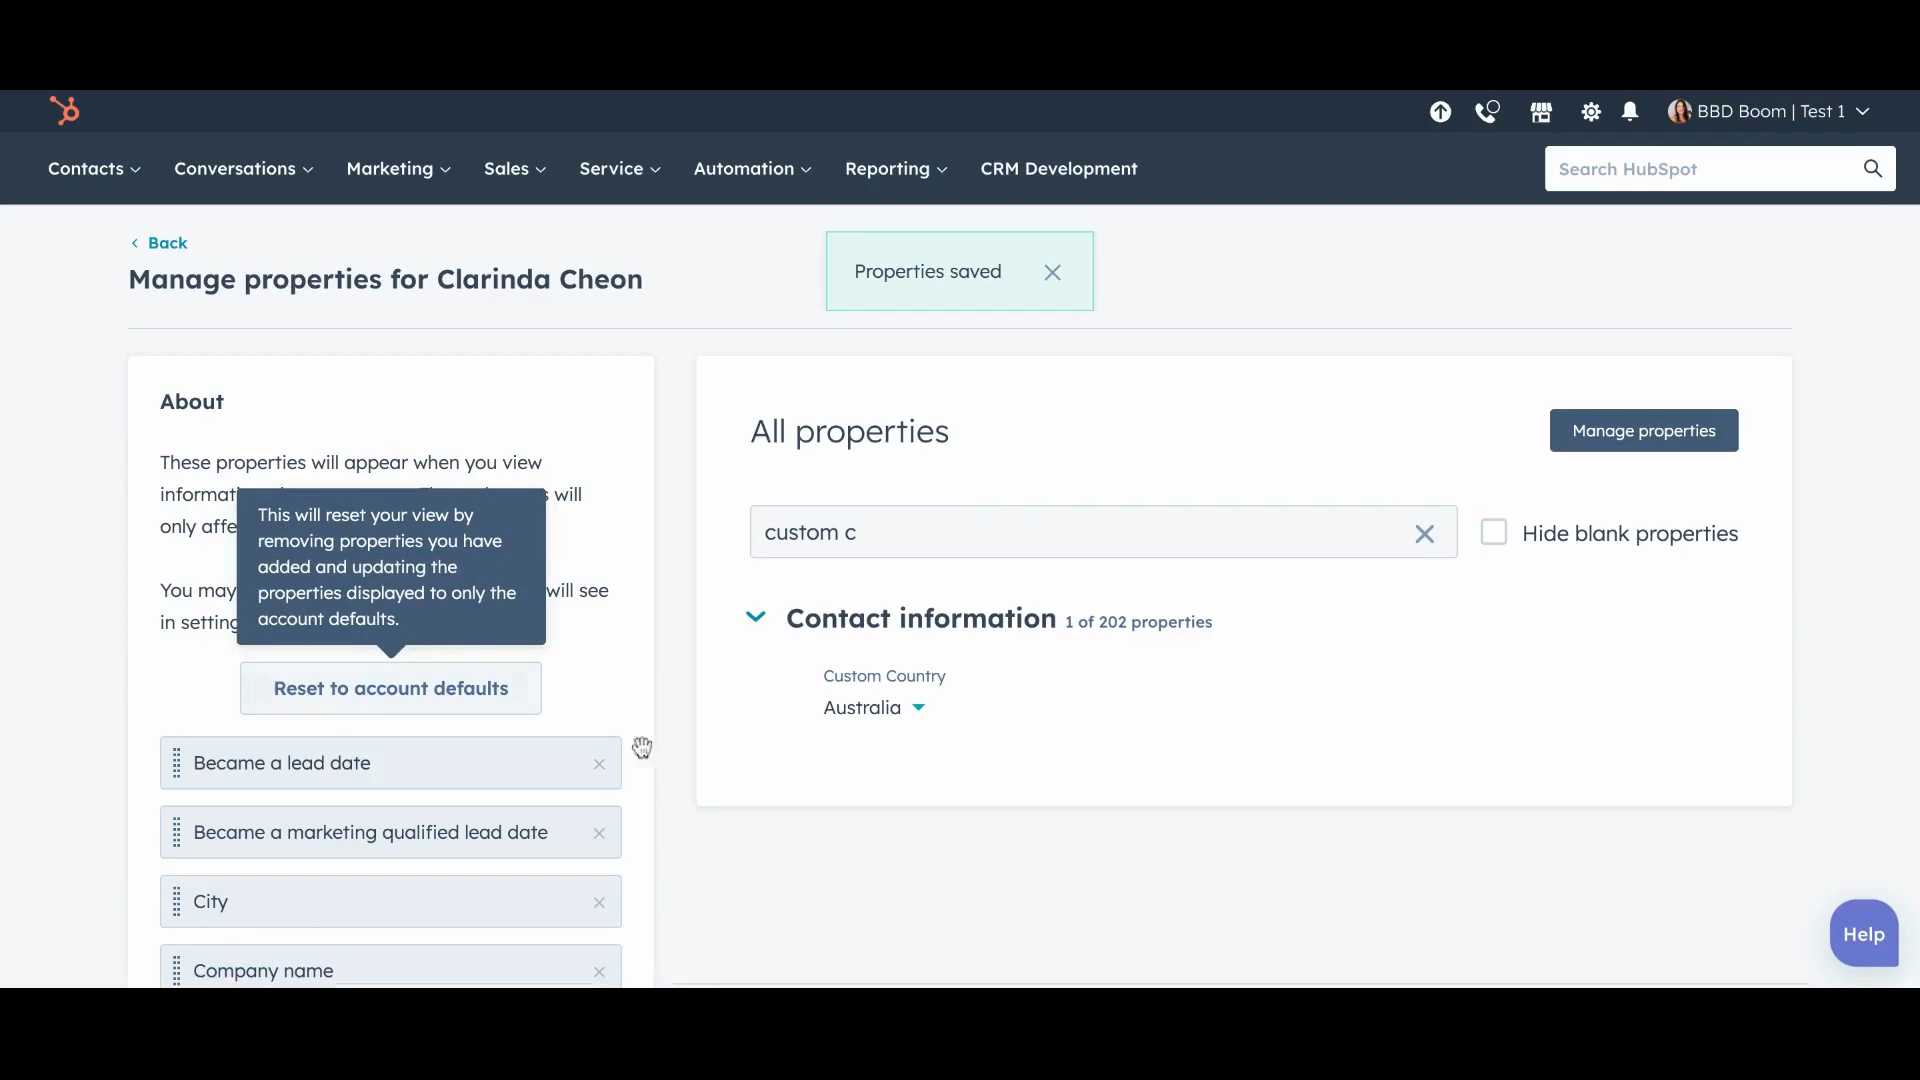 BBD Boom | Test 1
Contacts
Conversations
Marketing
Sales
Service
Automation
Reporting
CRM Development
Search HubSpot
Back
Manage properties for Clarinda Cheon
Properties saved
About
These properties will appear when you view
informat s will
only affe
You may will see
in setting
This will reset your view by
removing properties you have
added and updating the
properties displayed to only the
account defaults.
Reset to account defaults
Became a lead date
Became a marketing qualified lead date
City
Company name
All properties
Manage properties
custom c
Hide blank properties
Contact information 1 of 202 properties
Custom Country
Australia
Help